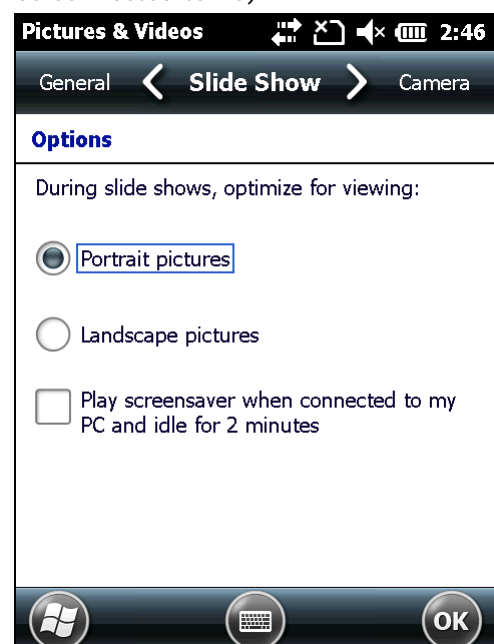 Pictures & Videos 2:46
General Slide Show Camera
Options
During slide shows, optimize for viewing:
Portrait pictures
Landscape pictures
Play screensaver when connected to my
PC and idle for 2 minutes
OK